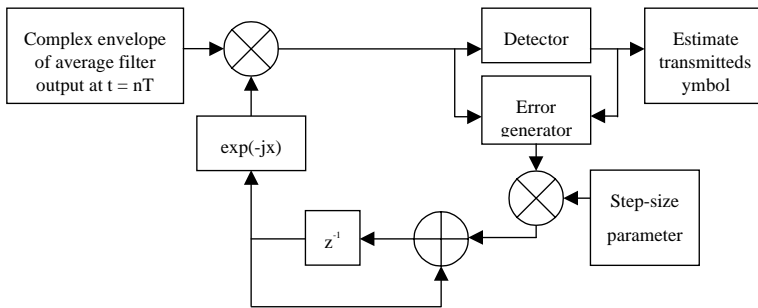 Complex envelope
of average filter
output at t = nT
Detector
Estimate
transmitteds
ymbol
Error
generator
exp(-jx)
Step-size
parameter
z⁻¹